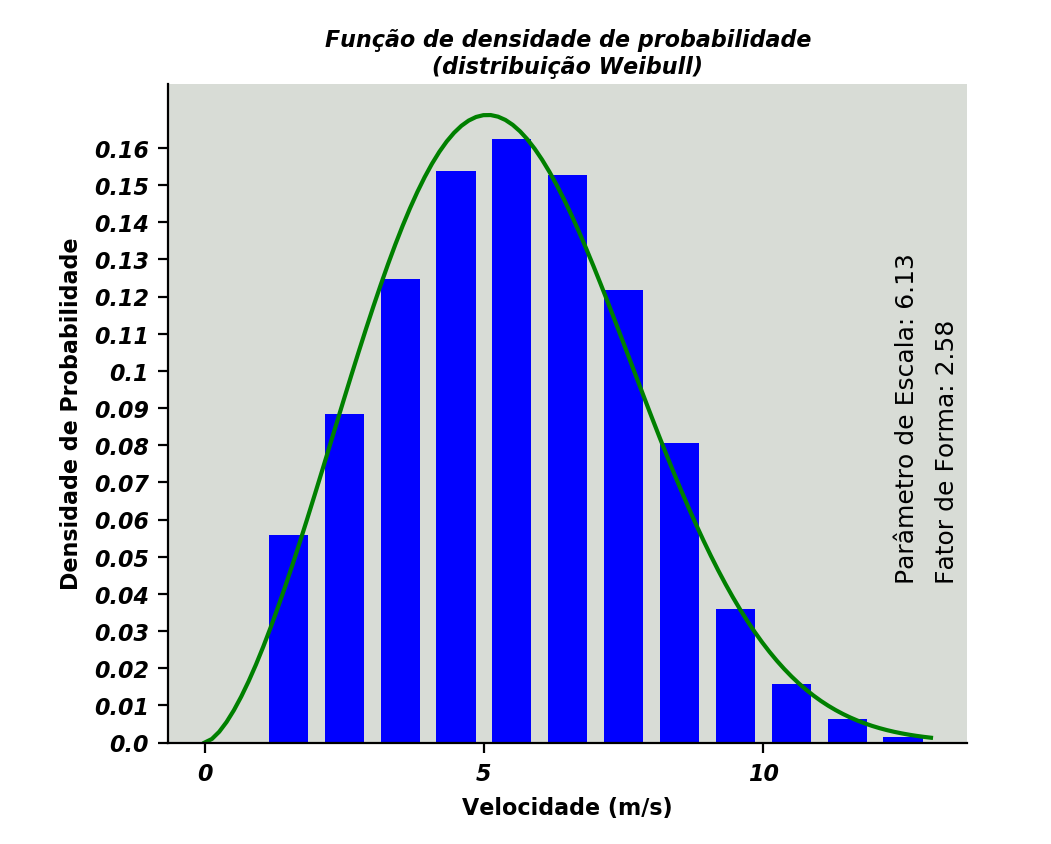 Função de densidade de probabilidade
(distribuição Weibull)
0.16
0.15
0.14
0.13
0.12
0.11
0.1
0.09
0.08
0.07
0.06
0.05
0.04
0.03
0.02
0.01
0.0
Densidade de Probabilidade
Parâmetro de Escala: 6.13
Fator de Forma: 2.58
0 5 10
Velocidade (m/s)